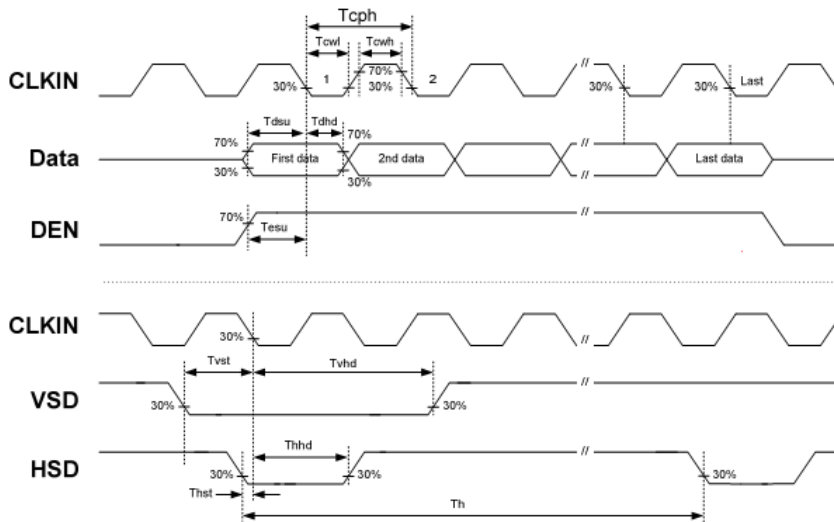 Tcph
Tcwl Tcwh
CLKIN 30% 1 70% 30% 2 // 30% 30% Last
Tdsu Tdhd
Data 70% 30% First data 70% 30% 2nd data // // Last data
DEN 70% Tesu //
CLKIN 30% //
Tvst Tvhd
VSD 30% 30% //
HSD 30% Thhd 30% // 30%
Thst
Th